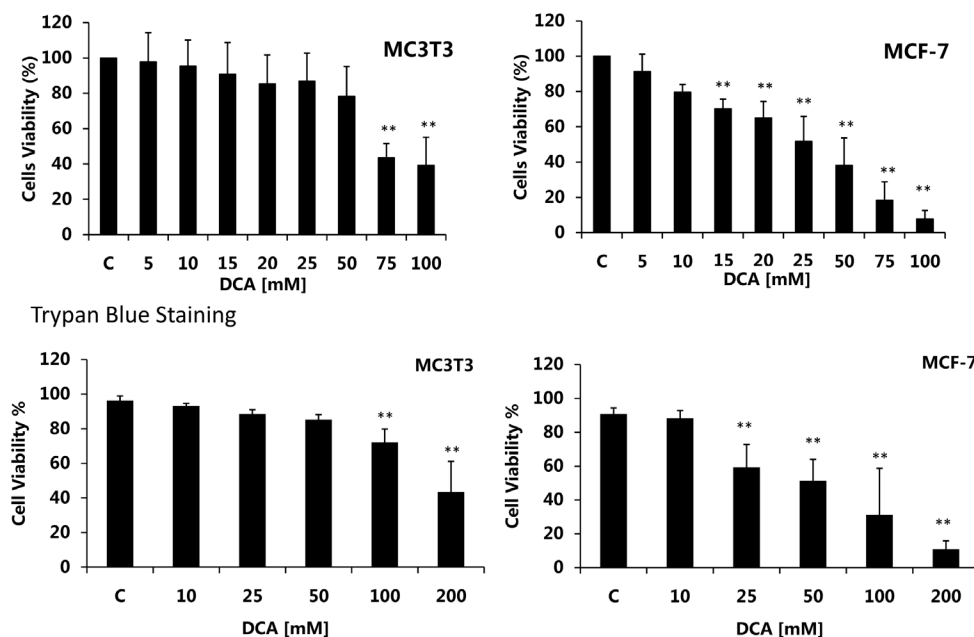 MC3T3
Cells Viability (%)
120
100
80
60
40
20
0
** **
C 5 10 15 20 25 50 75 100
DCA [mM]
MCF-7
Cells Viability (%)
120
100
80
60
40
20
0
** ** ** ** ** **
C 5 10 15 20 25 50 75 100
DCA [mM]
Trypan Blue Staining
MC3T3
Cell Viability %
120
100
80
60
40
20
0
** **
C 10 25 50 100 200
DCA [mM]
MCF-7
Cell Viability %
120
100
80
60
40
20
0
** ** ** **
C 10 25 50 100 200
DCA [mM]